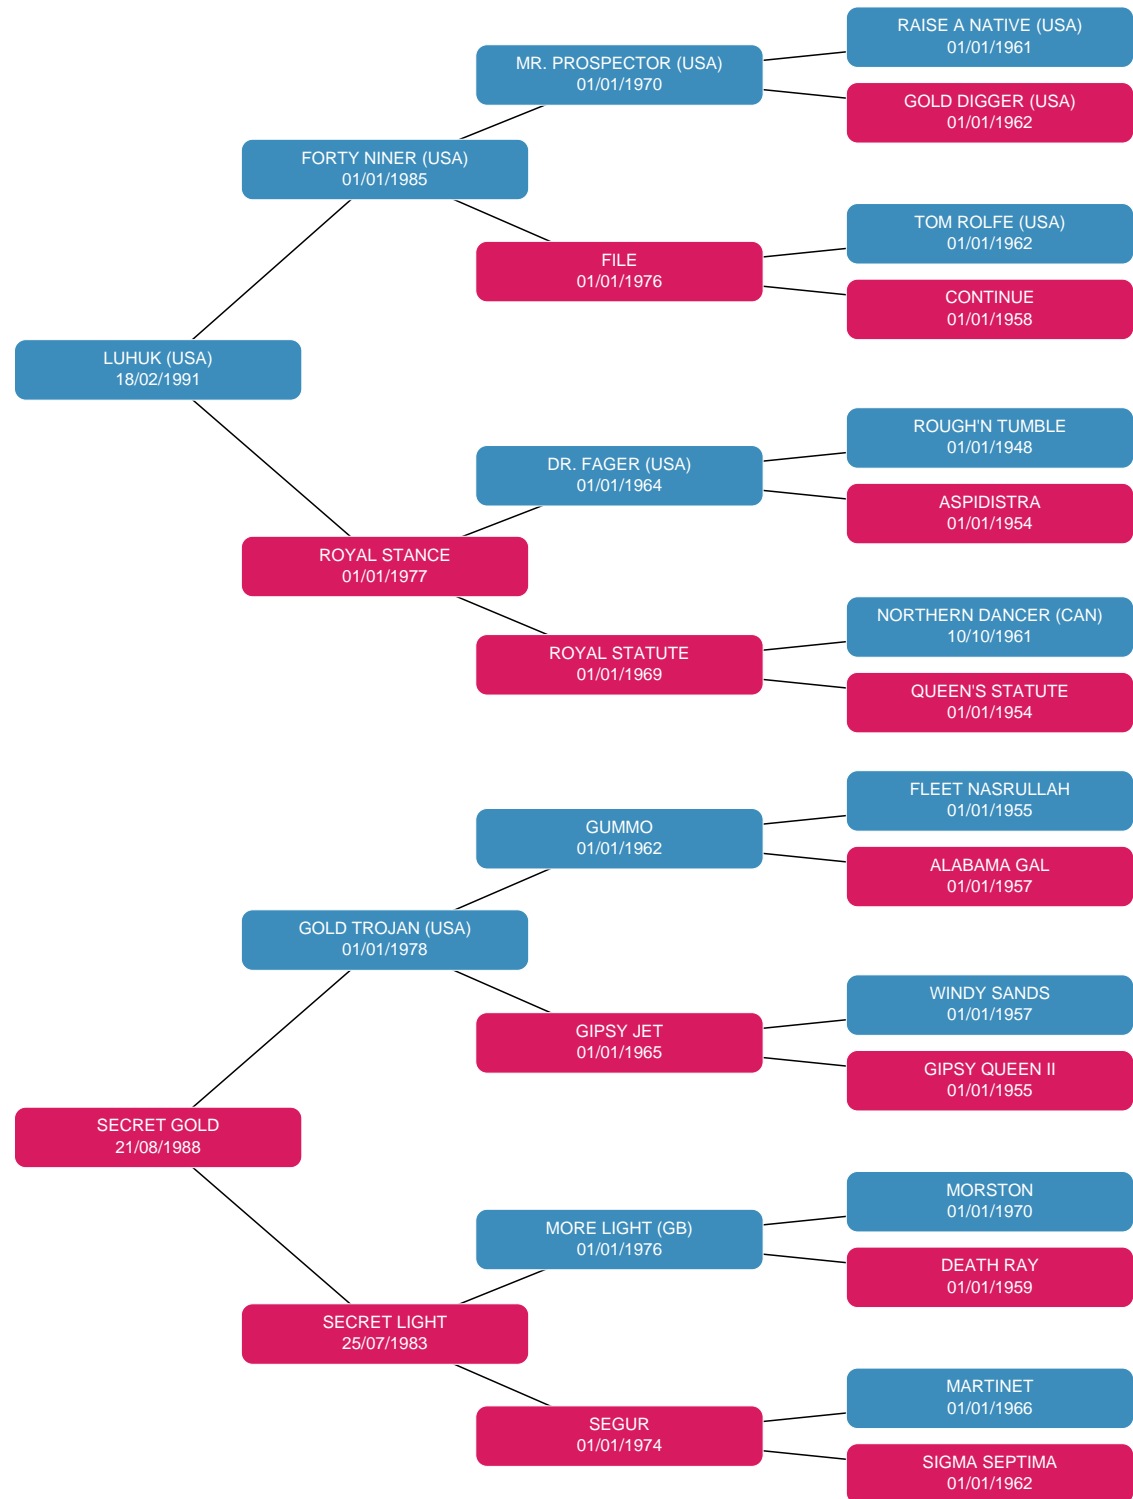 RAISE A NATIVE (USA)
01/01/1961
MR. PROSPECTOR (USA)
01/01/1970
GOLD DIGGER (USA)
01/01/1962
FORTY NINER (USA)
01/01/1985
TOM ROLFE (USA)
01/01/1962
FILE
01/01/1976
CONTINUE
01/01/1958
LUHUK (USA)
18/02/1991
ROUGH'N TUMBLE
01/01/1948
DR. FAGER (USA)
01/01/1964
ASPIDISTRA
01/01/1954
ROYAL STANCE
01/01/1977
NORTHERN DANCER (CAN)
10/10/1961
ROYAL STATUTE
01/01/1969
QUEEN'S STATUTE
01/01/1954
FLEET NASRULLAH
01/01/1955
GUMMO
01/01/1962
ALABAMA GAL
01/01/1957
GOLD TROJAN (USA)
01/01/1978
WINDY SANDS
01/01/1957
GIPSY JET
01/01/1965
GIPSY QUEEN II
01/01/1955
SECRET GOLD
21/08/1988
MORSTON
01/01/1970
MORE LIGHT (GB)
01/01/1976
DEATH RAY
01/01/1959
SECRET LIGHT
25/07/1983
MARTINET
01/01/1966
SEGUR
01/01/1974
SIGMA SEPTIMA
01/01/1962